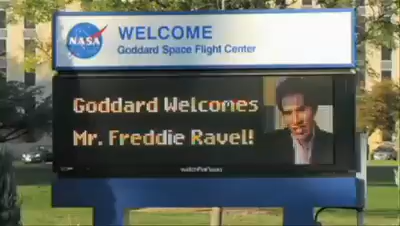 NASA
WELCOME
Goddard Space Flight Center
Goddard Welcomes
Mr. Freddie Ravel!